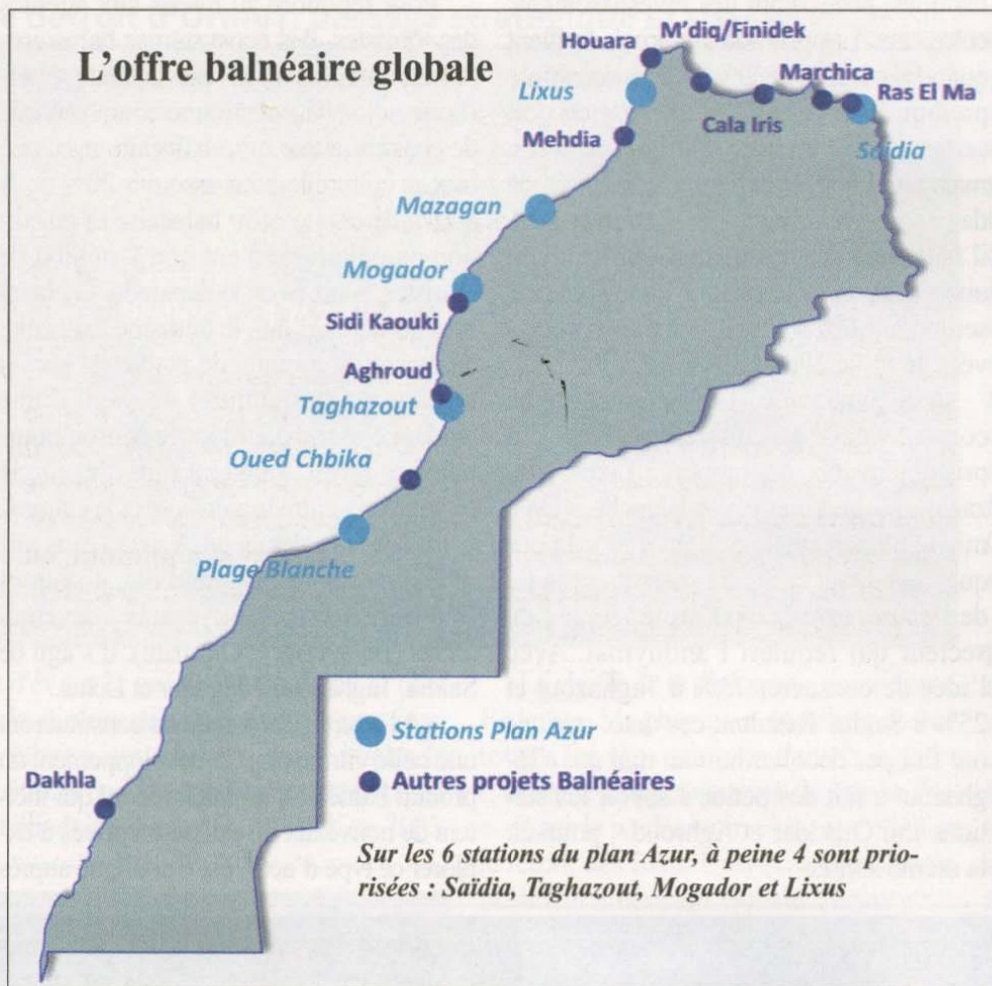 L'offre balnéaire globale
Houara
M'diq/Finidek
Lixus
Marchica
Ras El Ma
Mehdia
Cala Iris
Saidia
Mazagan
Mogador
Sidi Kaouki
Aghroud
Taghazout
Oued Chbika
Plage Blanche
Stations Plan Azur
Dakhla
Autres projets Balnéaires
Sur les 6 stations du plan Azur, à peine 4 sont prio-
risées : Saïdia, Taghazout, Mogador et Lixus